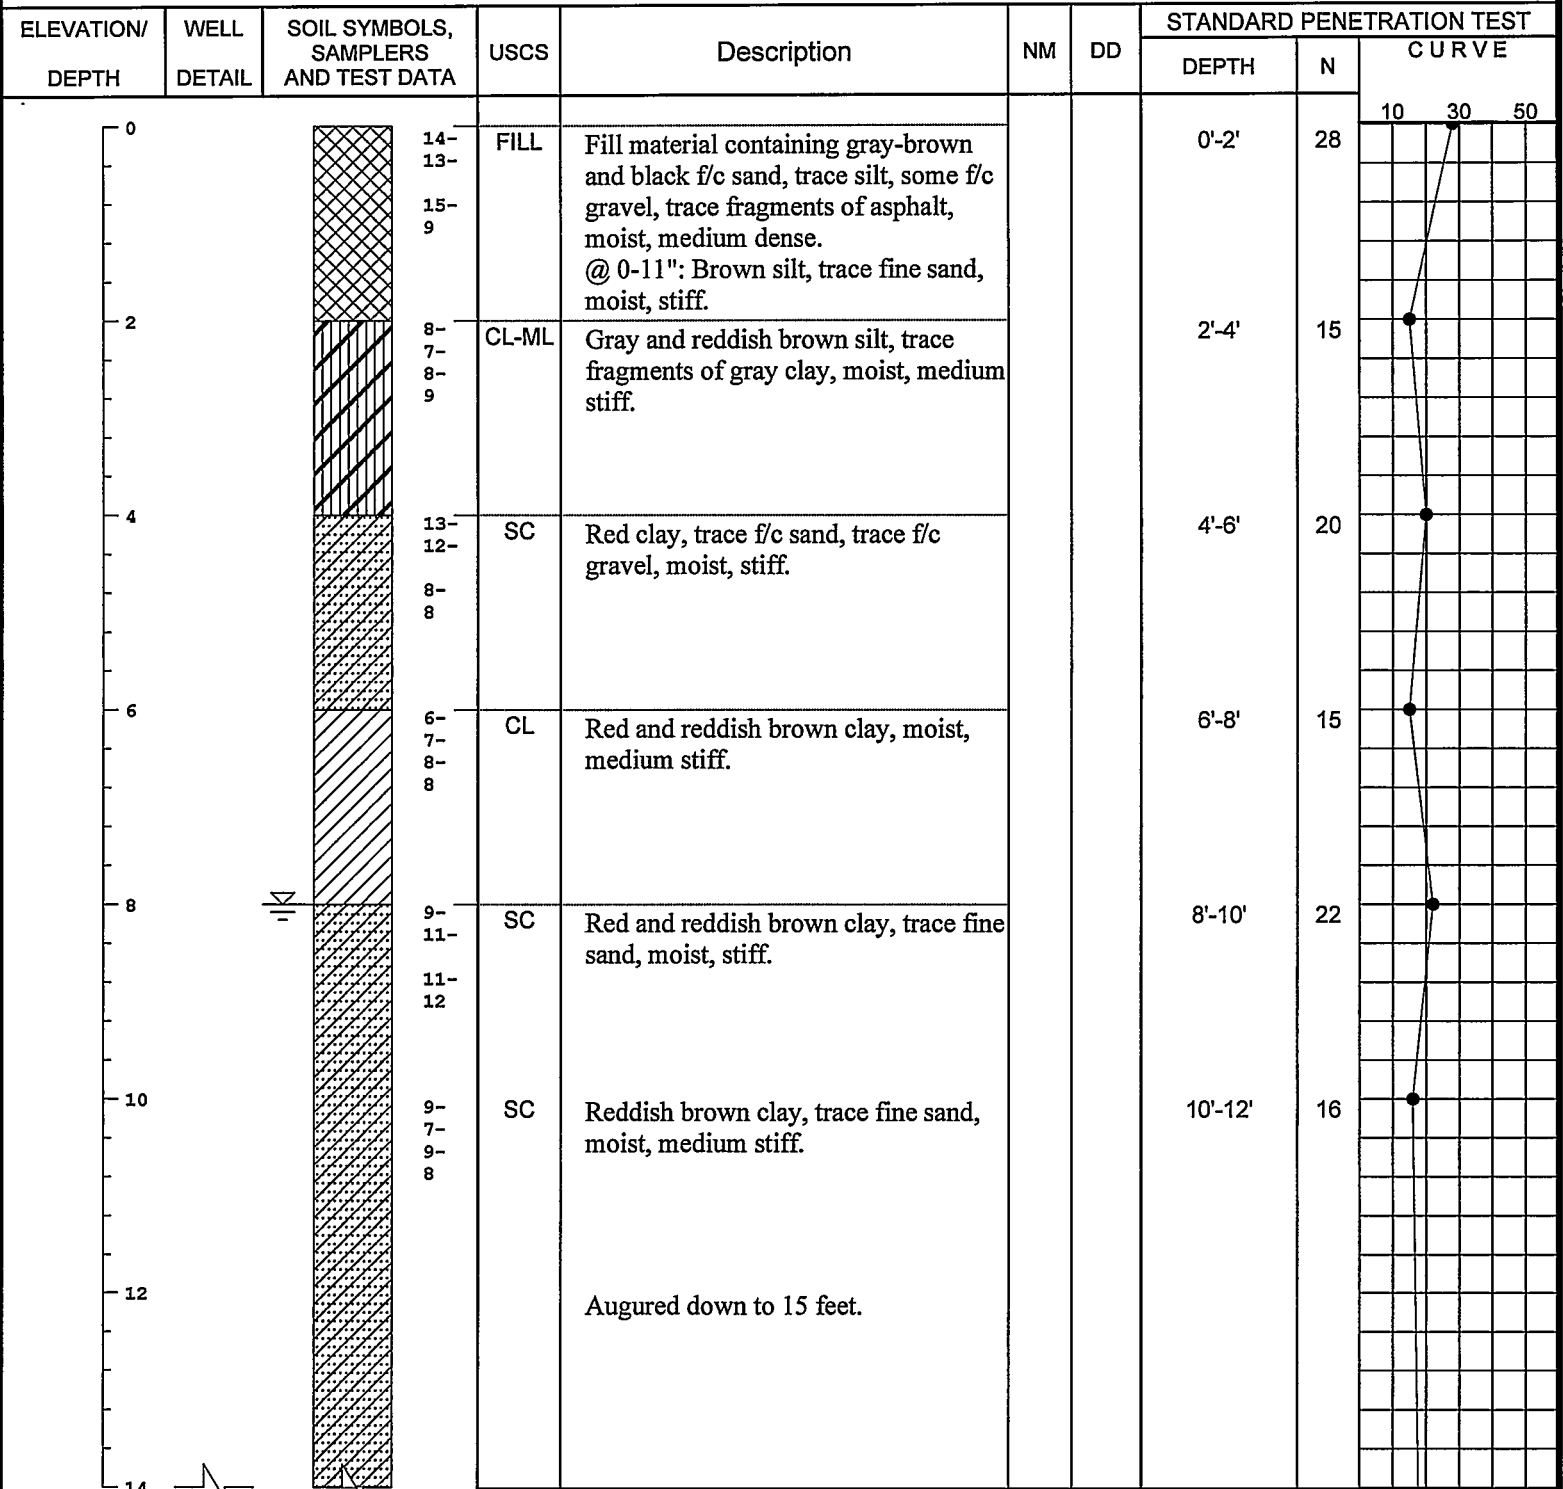 ELEVATION/ DEPTH
WELL DETAIL
SOIL SYMBOLS,
SAMPLERS
AND TEST DATA
USCS
Description
NM
DD
STANDARD PENETRATION TEST
DEPTH
N
CURVE
10 30 50
0
14-
13-
15-
9
FILL
Fill material containing gray-brown
and black f/c sand, trace silt, some f/c
gravel, trace fragments of asphalt,
moist, medium dense.
@ 0-11": Brown silt, trace fine sand,
moist, stiff.
0'-2'
28
2
8-
7-
8-
9
CL-ML
Gray and reddish brown silt, trace
fragments of gray clay, moist, medium
stiff.
2'-4'
15
4
13-
12-
8-
8
SC
Red clay, trace f/c sand, trace f/c
gravel, moist, stiff.
4'-6'
20
6
6-
7-
8-
8
CL
Red and reddish brown clay, moist,
medium stiff.
6'-8'
15
8
9-
11-
11-
12
SC
Red and reddish brown clay, trace fine
sand, moist, stiff.
8'-10'
22
10
9-
7-
9-
8
SC
Reddish brown clay, trace fine sand,
moist, medium stiff.
10'-12'
16
12
Augured down to 15 feet.
14